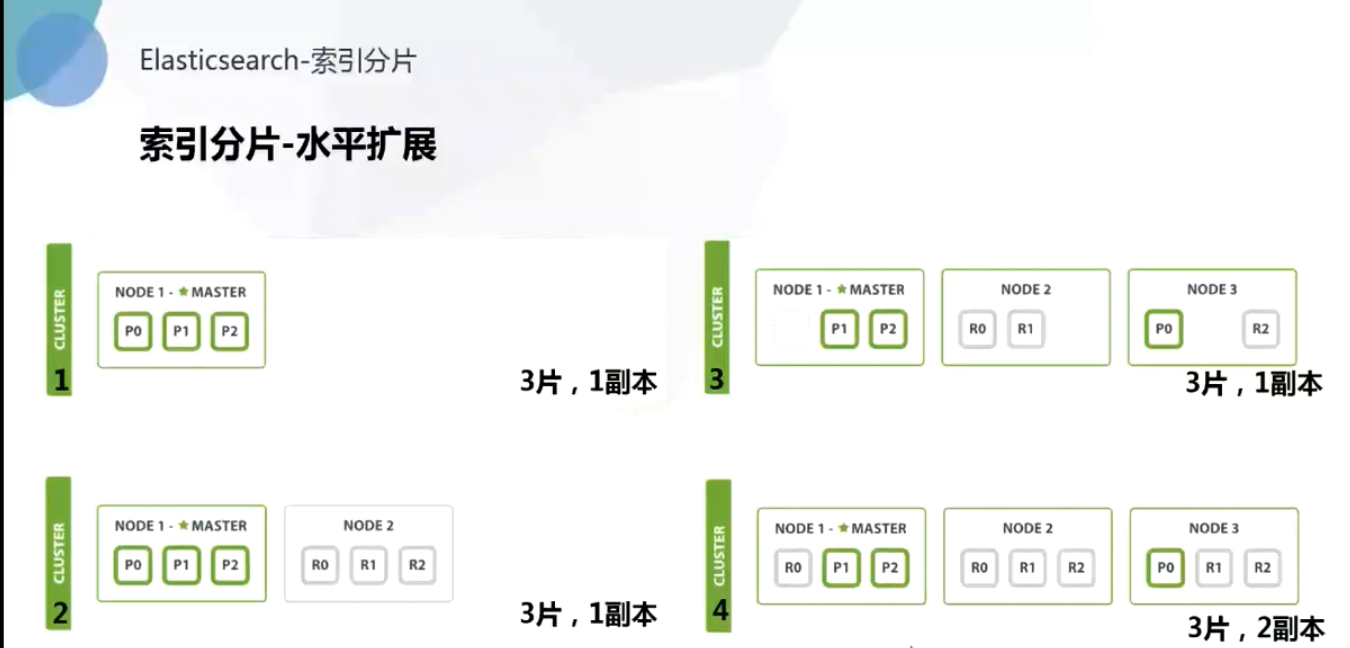 Elasticsearch-索引分片
索引分片-水平扩展
CLUSTER
1
NODE 1 - ★ MASTER
P0 P1 P2
3片，1副本
CLUSTER
2
NODE 1 - ★ MASTER
P0 P1 P2
NODE 2
R0 R1 R2
3片，1副本
CLUSTER
3
NODE 1 - ★ MASTER
P1 P2
NODE 2
R0 R1
NODE 3
P0 R2
3片，1副本
CLUSTER
4
NODE 1 - ★ MASTER
R0 P1 P2
NODE 2
R0 R1 R2
NODE 3
P0 R1 R2
3片，2副本